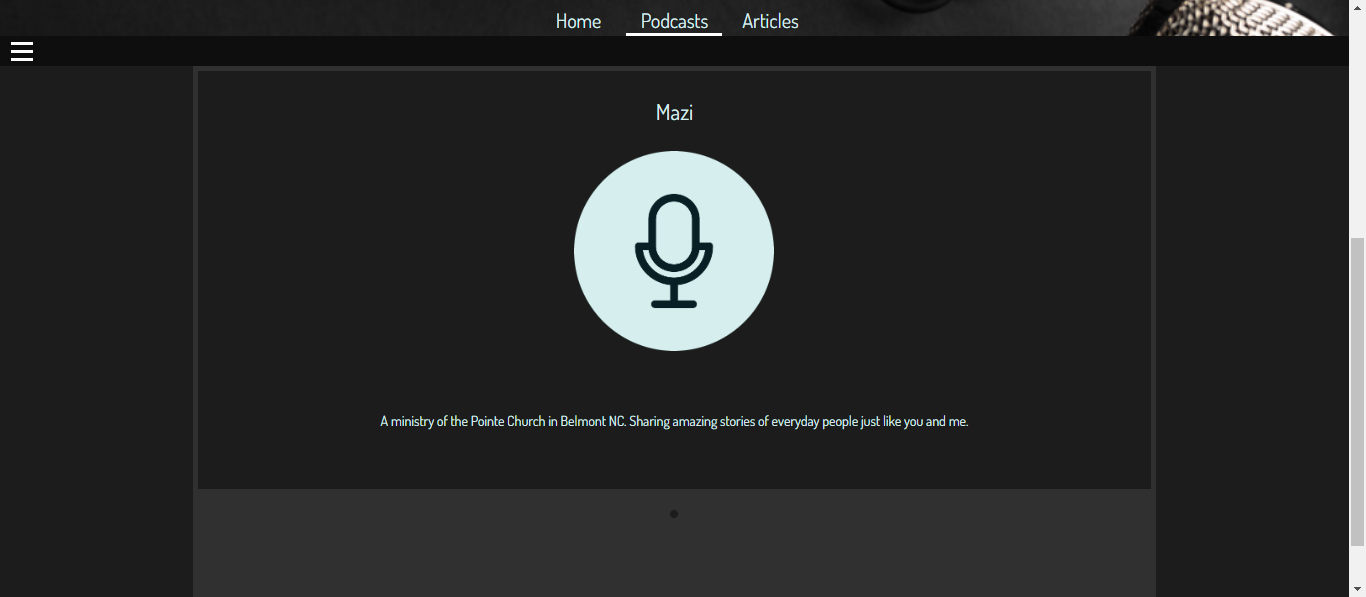 Home Podcasts Articles
Mazi
A ministry of the Pointe Church in Belmont NC. Sharing amazing stories of everyday people just like you and me.